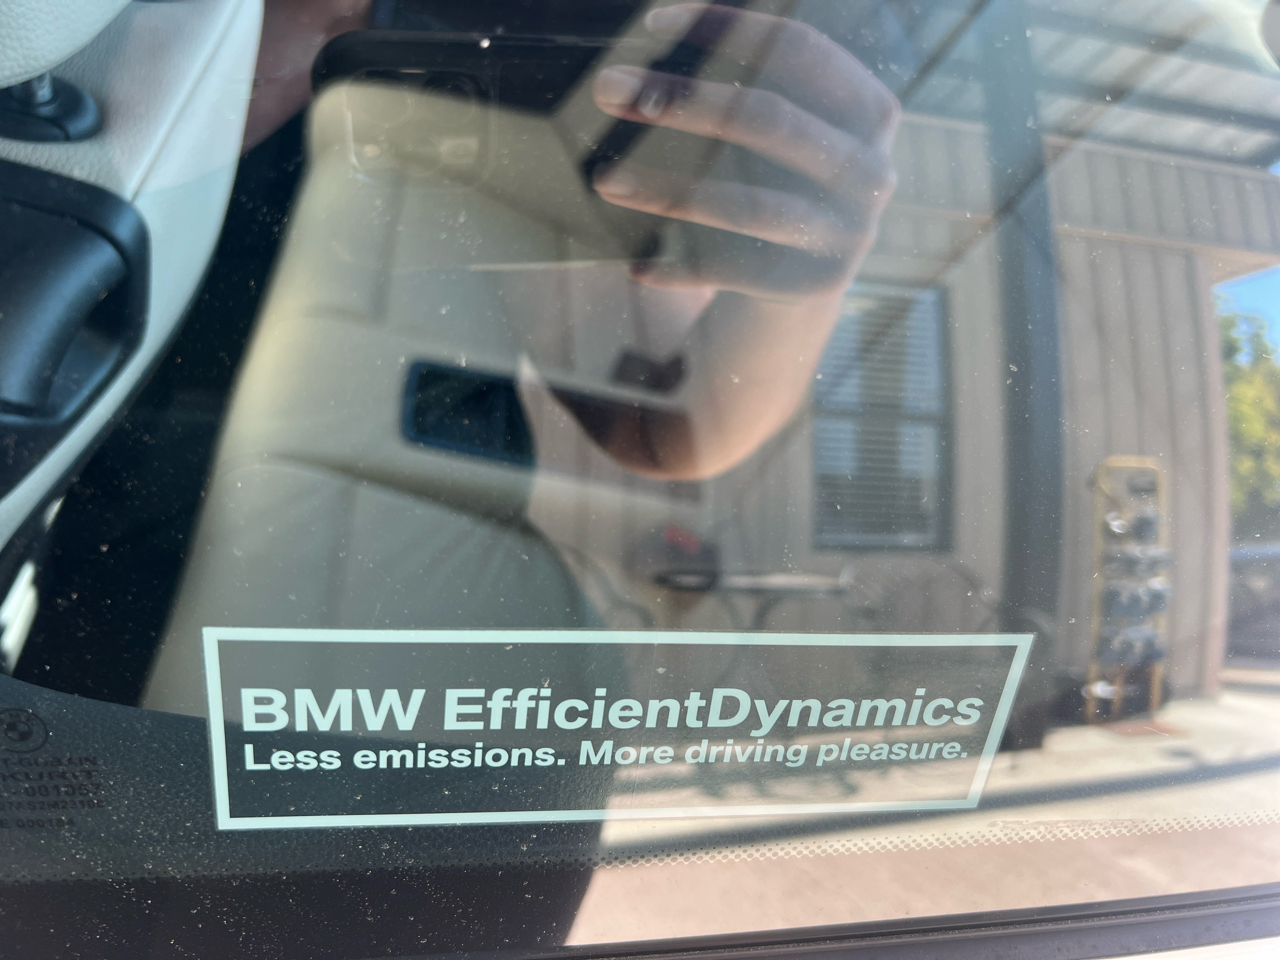 BMW EfficientDynamics
Less emissions. More driving pleasure.